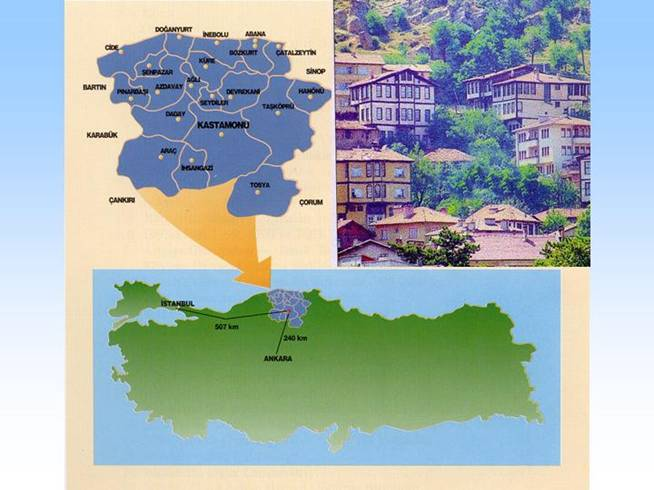 DOĞANYURT
İNEBOLU
ABANA
CİDE
BOZKURT
ÇATALZEYTİN
KÜRE
ŞENPAZAR
SİNOP
AĞLI
BARTIN
PINARBAŞI
AZDAVAY
DEVREKANİ
HANÖNÜ
SEYDİLER
TAŞKÖPRÜ
DADAY
KASTAMONU
KARABÜK
ARAÇ
İHSANGAZİ
TOSYA
ÇANKIRI
ÇORUM
İSTANBUL
507 km
240 km
ANKARA